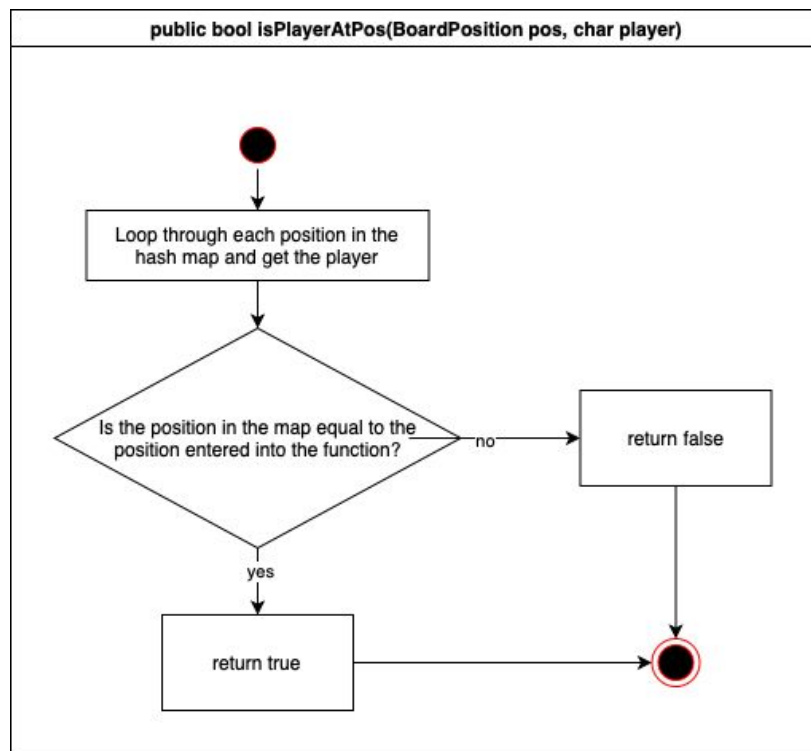 public bool isPlayerAtPos(BoardPosition pos, char player)
Loop through each position in the
hash map and get the player
Is the position in the map equal to the
position entered into the function?
no
return false
yes
return true